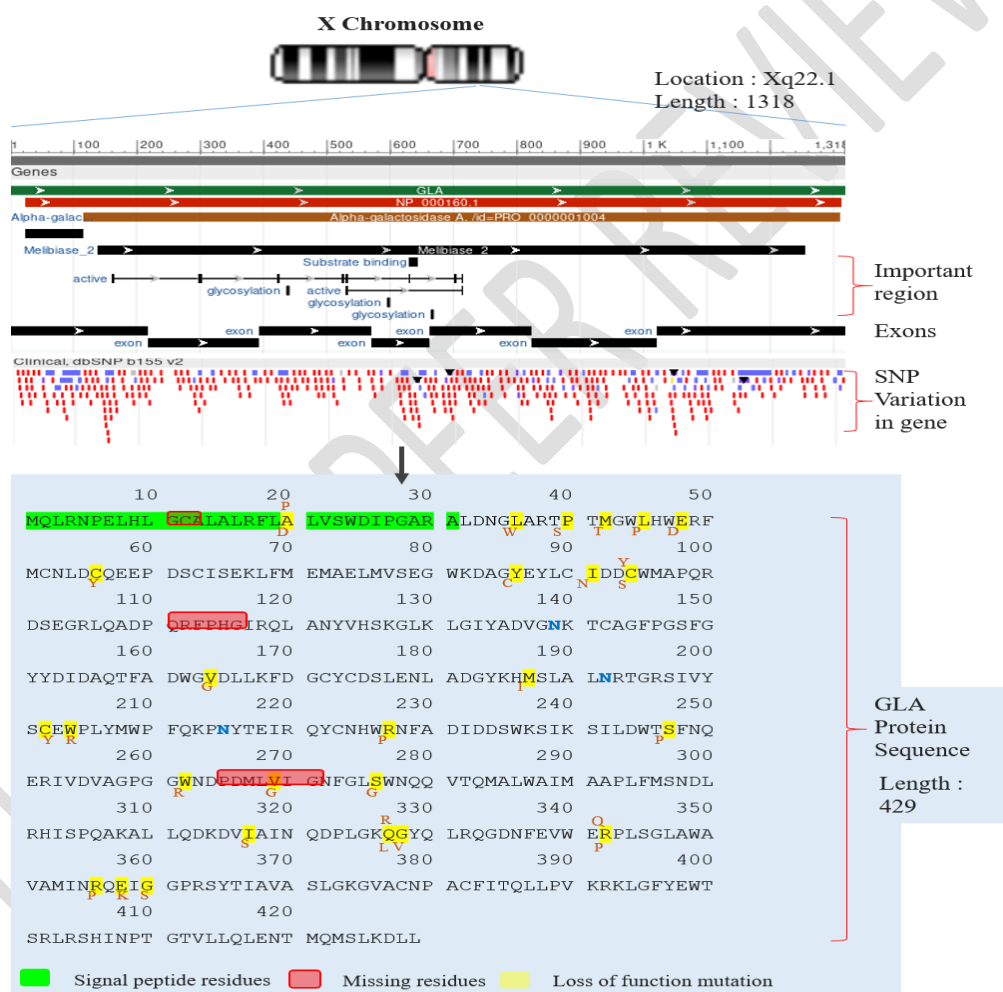 X Chromosome
Location : Xq22.1
Length : 1318
1 100 200 300 400 500 600 700 800 900 1 K 1,100 1,318
Genes
GLA
NP_000160.1
Alpha-galac Alpha-galactosidase A. /id=PRO_0000001004
Melibiase_2 Melibiase_2
Substrate binding
active
glycosylation active
glycosylation
glycosylation
Important
region
exon exon exon
exon exon exon
Exons
Clinical, dbSNP b155 v2
SNP
Variation
in gene
10 20 30 40 50
P
MQLRNPELHL GCALALRFLA LVSWDIPGAR ALDNGLARTP TMGWLHWERF
D W S T P D
60 70 80 90 100
Y
MCNLDCQEEP DSCISEKLFM EMAELMVSEG WKDAGYEYLC IDDCWMAPQR
Y C N S
110 120 130 140 150
DSEGRLQADP QRFPHGIRQL ANYVHSKGLK LGIYADVGNK TCAGFPGSFG
160 170 180 190 200
YYDIDAQTFA DWGVDLLKFD GCYCDSLENL ADGYKHMSLA LNRTGRSIVY
G I
210 220 230 240 250
SCEWPLYMWP FQKPNYTEIR QYCNHWRNFA DIDDSWKSIK SILDWTSFNQ
Y R P P
260 270 280 290 300
ERIVDVAGPG GWNDPDMLVI GNFGLSWNQQ VTQMALWAIM AAPLFMSNDL
R G G
310 320 330 340 350
R Q
RHISPQAKAL LQDKDVIAIN QDPLGKQGYQ LRQGDNFEVW ERPLSGLAWA
S L V P
360 370 380 390 400
VAMINRQEIG GPRSYTIAVA SLGKGVACNP ACFITQLLPV KRKLGFYEWT
P K S
410 420
SRLRSHINPT GTVLLQLENT MQMSLKDLL
GLA
Protein
Sequence
Length :
429
Signal peptide residues Missing residues Loss of function mutation